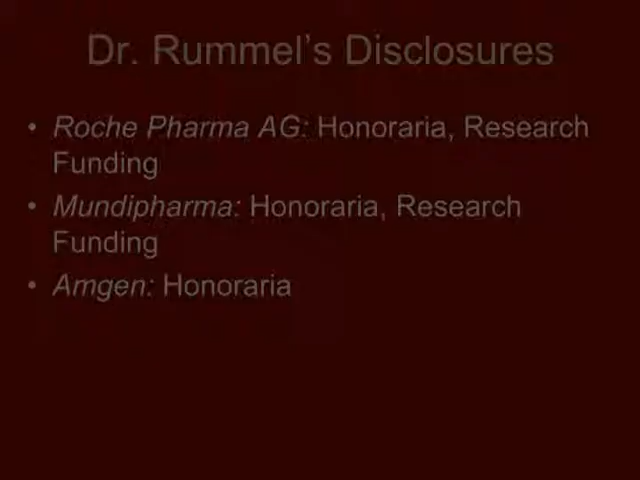 Dr. Rummel's Disclosures
• Roche Pharma AG: Honoraria, Research
Funding
• Mundipharma: Honoraria, Research
Funding
• Amgen: Honoraria